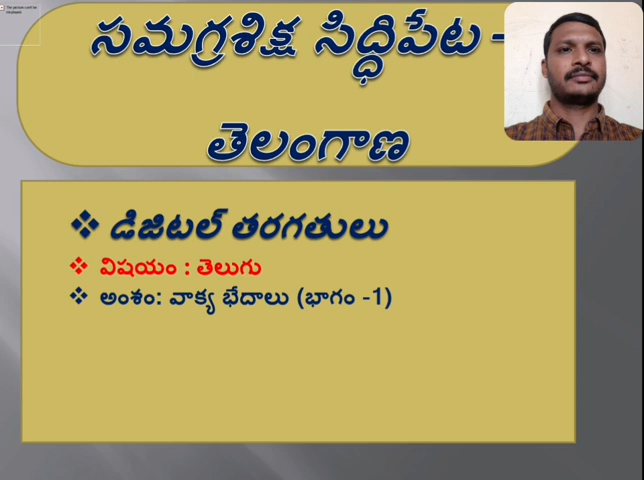 సమగ్రశిక్ష సిద్ధిపేట -
తెలంగాణ
❖ డిజిటల్ తరగతులు
❖ విషయం : తెలుగు
❖ అంశం: వాక్య భేదాలు (భాగం -1)